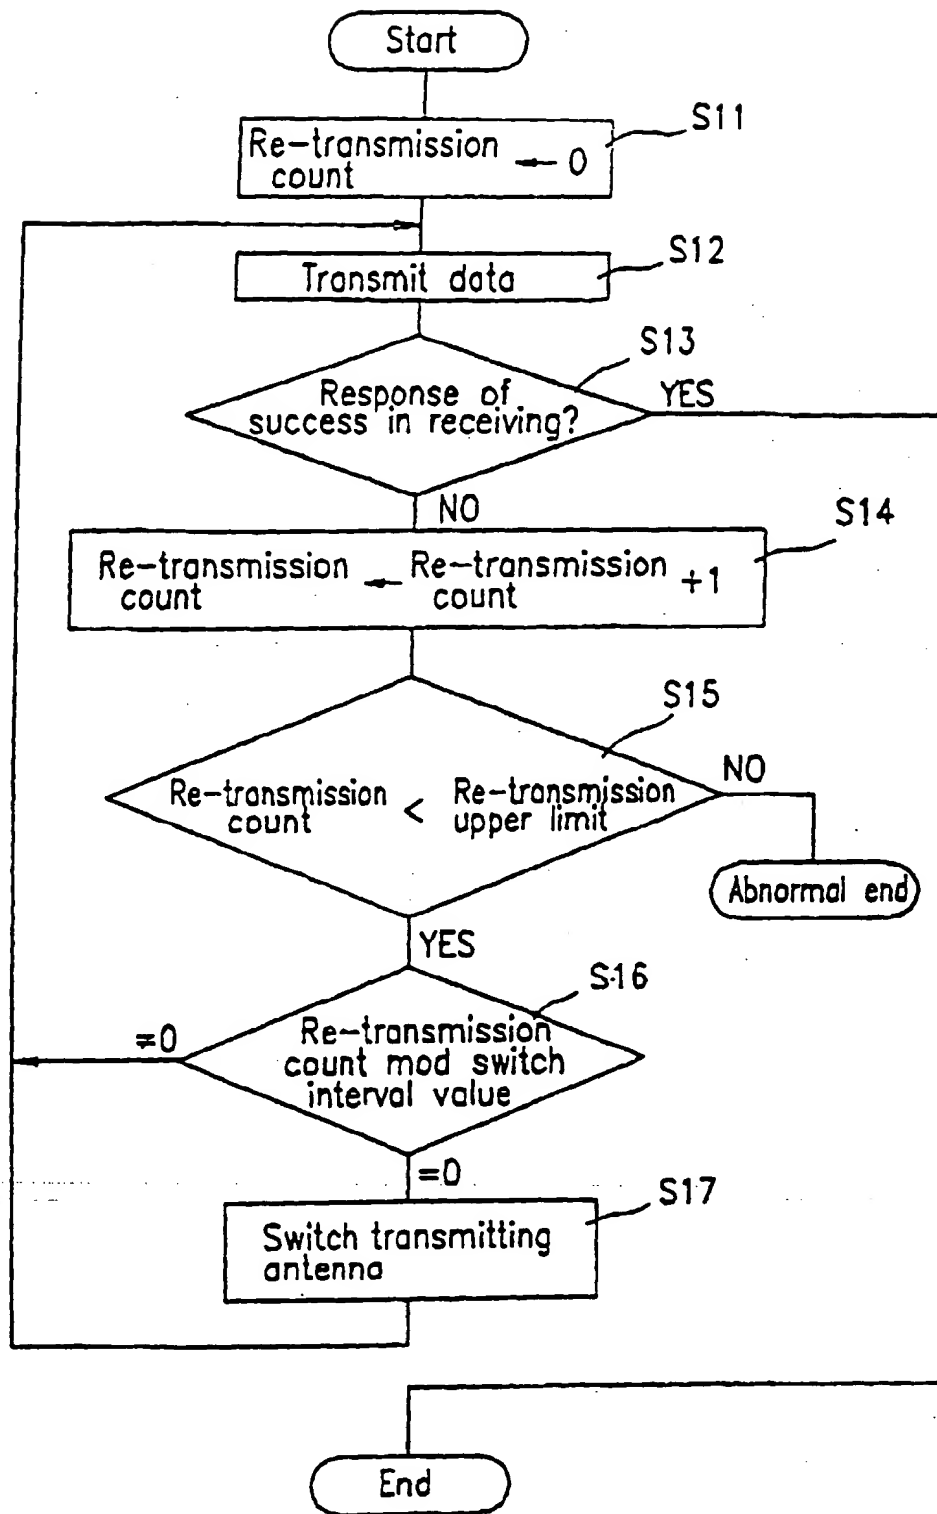 Start
S11
Re-transmission
count
← 0
S12
Transmit data
S13
Response of
success in receiving?
YES
NO
S14
Re-transmission
count
← Re-transmission
count
+1
S15
Re-transmission
count
<
Re-transmission
upper limit
NO
Abnormal end
YES
S16
≠0
Re-transmission
count mod switch
interval value
=0
S17
Switch transmitting
antenna
End